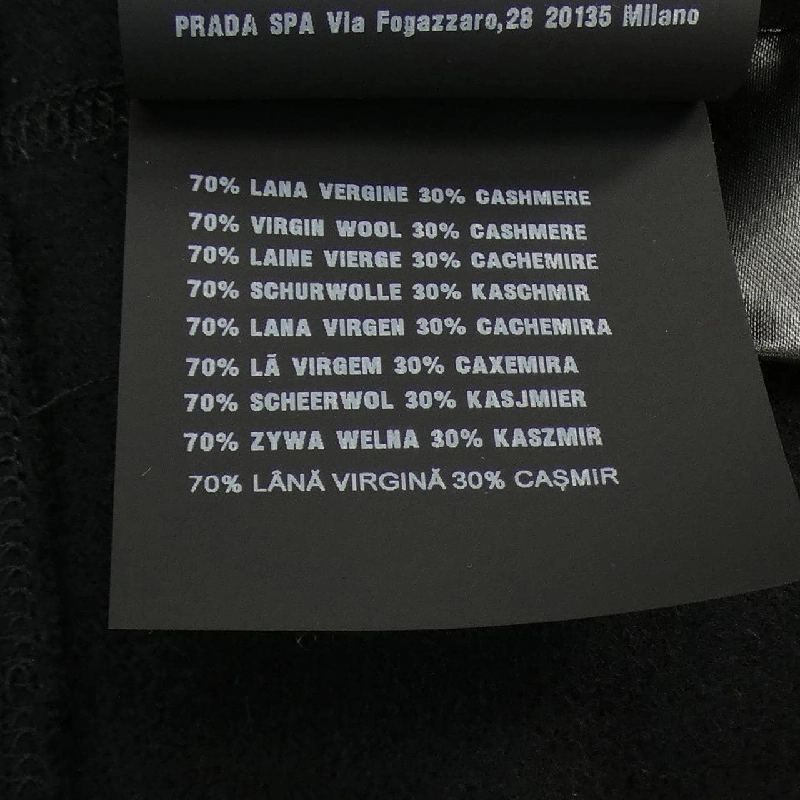 PRADA SPA Via Fogazzaro,28 20135 Milano
70% LANA VERGINE 30% CASHMERE
70% VIRGIN WOOL 30% CASHMERE
70% LAINE VIERGE 30% CACHEMIRE
70% SCHURWOLLE 30% KASCHMIR
70% LANA VIRGEN 30% CACHEMIRA
70% LÃ VIRGEM 30% CAXEMIRA
70% SCHEERWOL 30% KASJMIER
70% ZYWA WELNA 30% KASZMIR
70% LÂNĂ VIRGINĂ 30% CAŞMIR